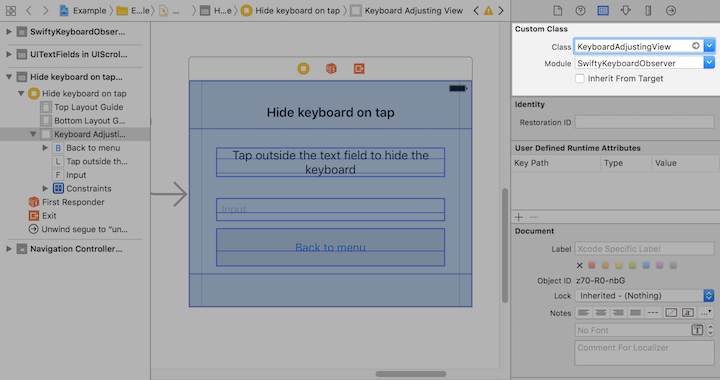 Example
E...le
...
H...e
Hide keyboard on tap
Keyboard Adjusting View
SwiftyKeyboardObser...
UITextFields in UIScrol...
Hide keyboard on tap...
Hide keyboard on tap
Top Layout Guide
Bottom Layout G...
Keyboard Adjusti...
B Back to menu
L Tap outside th...
F Input
Constraints
First Responder
Exit
Unwind segue to "un...
Navigation Controller...
Hide keyboard on tap
Tap outside the text field to hide the
keyboard
Input
Back to menu
Custom Class
Class KeyboardAdjustingView
Module SwiftyKeyboardObserver
Inherit From Target
Identity
Restoration ID
User Defined Runtime Attributes
Key Path Type Value
Document
Label Xcode Specific Label
Object ID z70-R0-nbG
Lock Inherited - (Nothing)
Notes
No Font T
Comment For Localizer